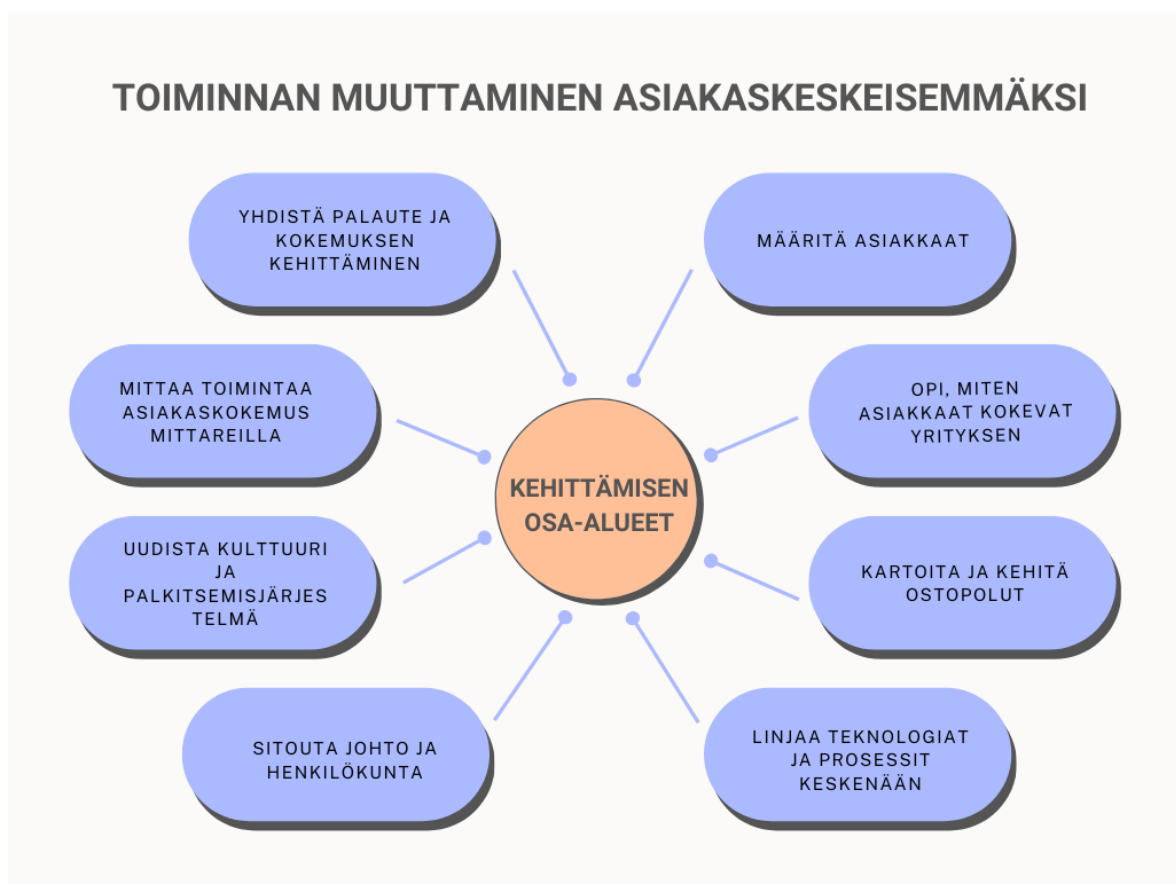 TOIMINNAN MUUTTAMINEN ASIAKASKESKEISEMMÄKSI
YHDISTÄ PALAUTE JA
KOKEMUKSEN
KEHITTÄMINEN
MÄÄRITÄ ASIAKKAAT
MITTAA TOIMINTAA
ASIAKASKOKEMUS
MITTAREILLA
OPI, MITEN
ASIAKKAAT KOKEVAT
YRITYKSEN
KEHITTÄMISEN
OSA-ALUEET
UUDISTA KULTTUURI
JA
PALKITSEMISJÄRJES
TELMÄ
KARTOITA JA KEHITÄ
OSTOPOLUT
SITOUTA JOHTO JA
HENKILÖKUNTA
LINJAA TEKNOLOGIAT
JA PROSESSIT
KESKENÄÄN